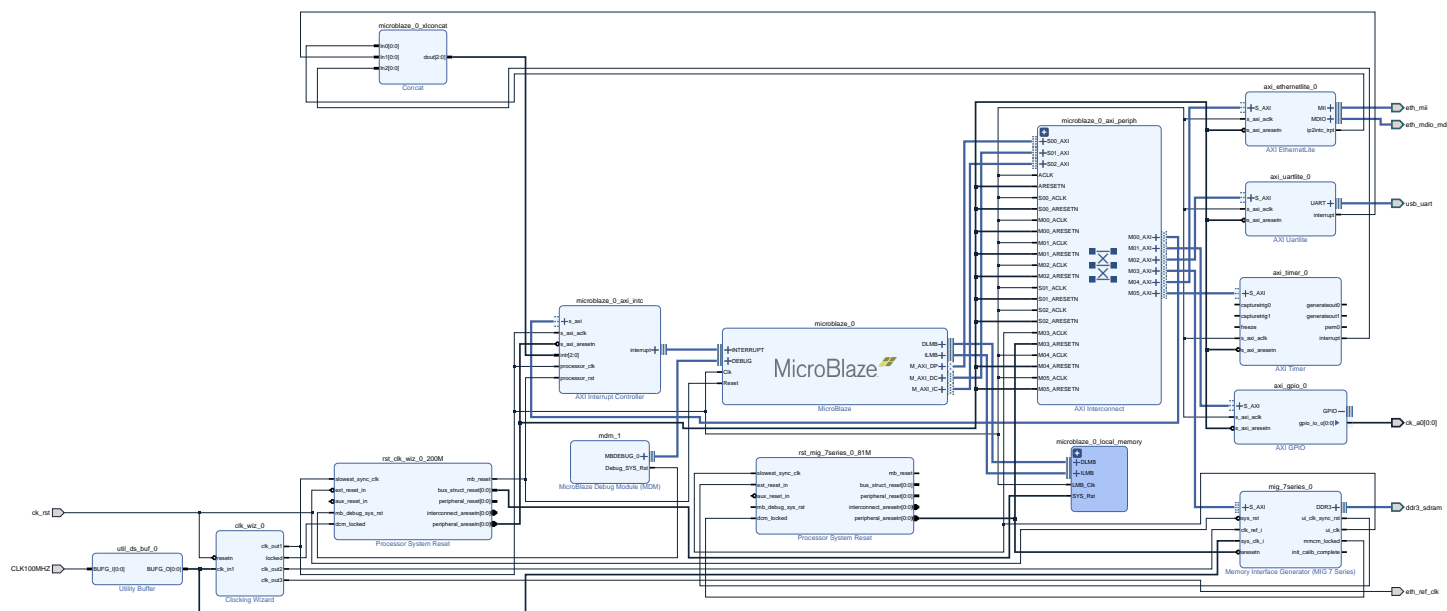 microblaze_0_xlconcat
In0[0:0]
In1[0:0]
In2[0:0]
dout[2:0]
Concat
axi_ethernetlite_0
S_AXI
s_axi_aclk
s_axi_aresetn
MII
MDIO
ip2intc_irpt
AXI EthernetLite
eth_mii
eth_mdio_md
microblaze_0_axi_periph
S00_AXI
S01_AXI
S02_AXI
ACLK
ARESETN
S00_ACLK
S00_ARESETN
M00_ACLK
M00_ARESETN
M01_ACLK
M01_ARESETN
M02_ACLK
M02_ARESETN
S01_ACLK
S01_ARESETN
S02_ACLK
S02_ARESETN
M03_ACLK
M03_ARESETN
M04_ACLK
M04_ARESETN
M05_ACLK
M05_ARESETN
M00_AXI
M01_AXI
M02_AXI
M03_AXI
M04_AXI
M05_AXI
AXI Interconnect
axi_uartlite_0
S_AXI
s_axi_aclk
s_axi_aresetn
UART
interrupt
AXI Uartlite
usb_uart
axi_timer_0
S_AXI
capturetrig0
capturetrig1
freeze
s_axi_aclk
s_axi_aresetn
generateout0
generateout1
pwm0
interrupt
AXI Timer
microblaze_0_axi_intc
s_axi
s_axi_aclk
s_axi_aresetn
intr[2:0]
processor_clk
processor_rst
interrupt
AXI Interrupt Controller
microblaze_0
INTERRUPT
DEBUG
Clk
Reset
MicroBlaze
DLMB
ILMB
M_AXI_DP
M_AXI_DC
M_AXI_IC
MicroBlaze
axi_gpio_0
S_AXI
s_axi_aclk
s_axi_aresetn
GPIO
gpio_io_o[0:0]
AXI GPIO
ck_a0[0:0]
mdm_1
MBDEBUG_0
Debug_SYS_Rst
MicroBlaze Debug Module (MDM)
microblaze_0_local_memory
DLMB
ILMB
LMB_Clk
SYS_Rst
rst_clk_wiz_0_200M
slowest_sync_clk
ext_reset_in
aux_reset_in
mb_debug_sys_rst
dcm_locked
mb_reset
bus_struct_reset[0:0]
peripheral_reset[0:0]
interconnect_aresetn[0:0]
peripheral_aresetn[0:0]
Processor System Reset
rst_mig_7series_0_81M
slowest_sync_clk
ext_reset_in
aux_reset_in
mb_debug_sys_rst
dcm_locked
mb_reset
bus_struct_reset[0:0]
peripheral_reset[0:0]
interconnect_aresetn[0:0]
peripheral_aresetn[0:0]
Processor System Reset
mig_7series_0
S_AXI
sys_rst
clk_ref_i
sys_clk_i
aresetn
DDR3
ui_clk_sync_rst
ui_clk
mmcm_locked
init_calib_complete
Memory Interface Generator (MIG 7 Series)
ddr3_sdram
ck_rst
clk_wiz_0
resetn
clk_in1
clk_out1
locked
clk_out2
clk_out3
Clocking Wizard
util_ds_buf_0
CLK100MHZ
BUFG_I[0:0]
BUFG_O[0:0]
Utility Buffer
eth_ref_clk